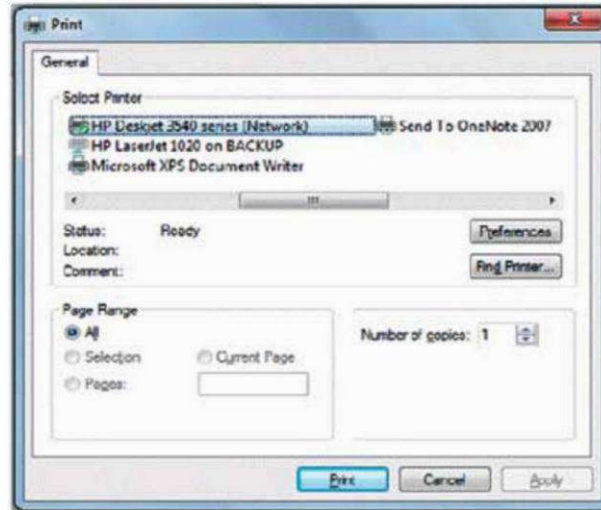 Print
General
Select Printer
HP Deskjet 3540 series (Network) Send To OneNote 2007
HP LaserJet 1020 on BACKUP
Microsoft XPS Document Writer
Status: Ready
Location:
Comment:
Preferences
Find Printer...
Page Range
All
Selection Current Page
Pages:
Number of copies: 1
Print Cancel Apply